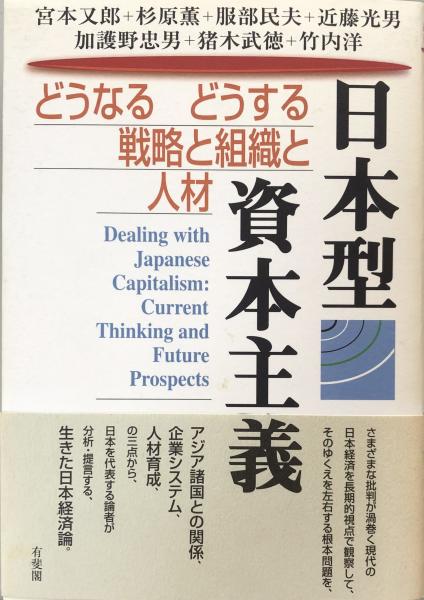 宮本又郎+杉原薫+服部民夫+近藤光男
加護野忠男+猪木武徳+竹内洋
どうなる どうする
戦略と組織と
人材
日本型
資本主義
Dealing with
Japanese
Capitalism:
Current
Thinking and
Future
Prospects
さまざまな批判が渦巻く現代の
日本経済を長期的視点で観察して、
そのゆくえを左右する根本問題を、
アジア諸国との関係、
企業システム、
人材育成、
の三点から、
日本を代表する論者が
分析・提言する、
生きた日本経済論。
有斐閣